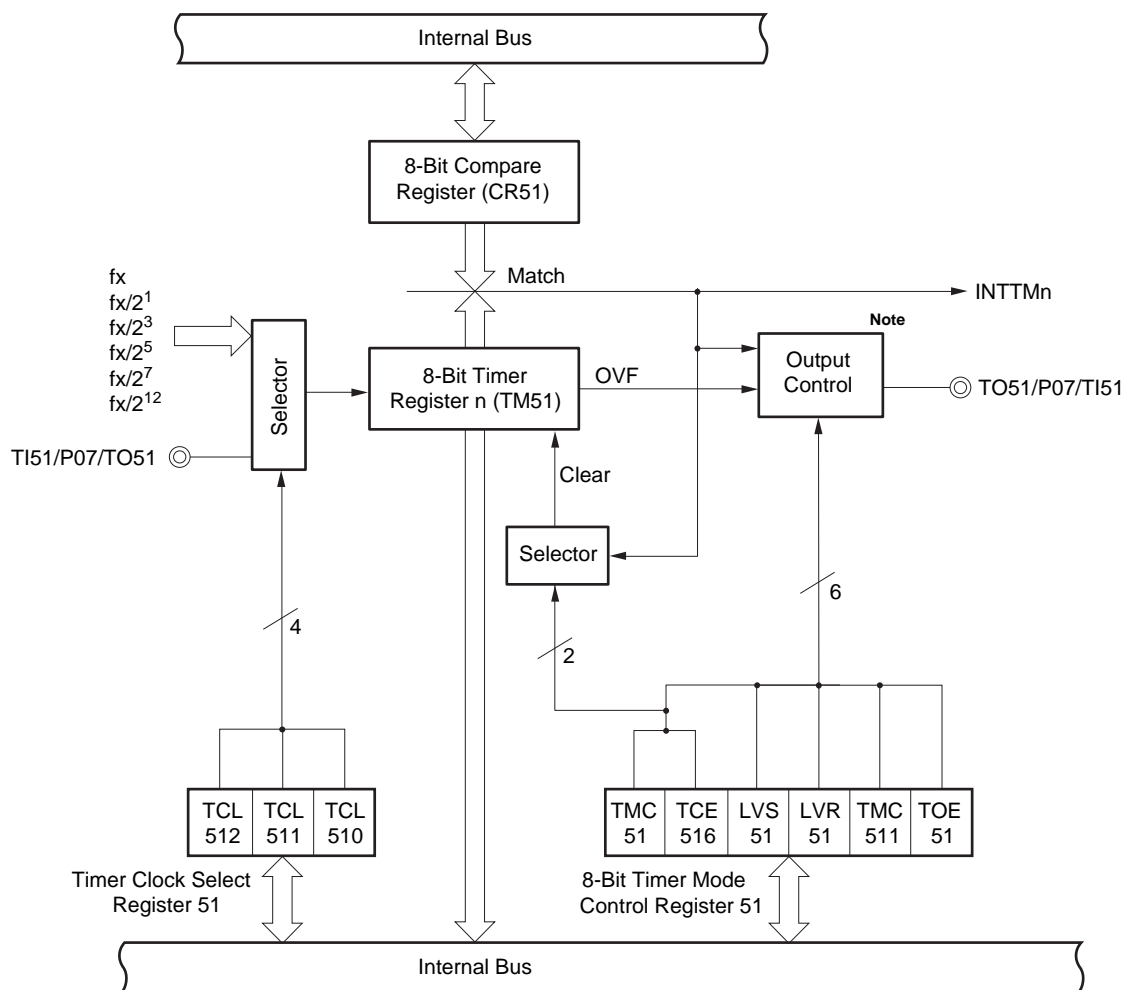 Internal Bus
8-Bit Compare
Register (CR51)
Match
INTTMn
fx
fx/2¹
fx/2³
fx/2⁵
fx/2⁷
fx/2¹²
Selector
8-Bit Timer
Register n (TM51)
OVF
Note
Output
Control
TO51/P07/TI51
TI51/P07/TO51
Clear
Selector
4
2
6
TCL
512
TCL
511
TCL
510
TMC
51
TCE
516
LVS
51
LVR
51
TMC
511
TOE
51
Timer Clock Select
Register 51
8-Bit Timer Mode
Control Register 51
Internal Bus